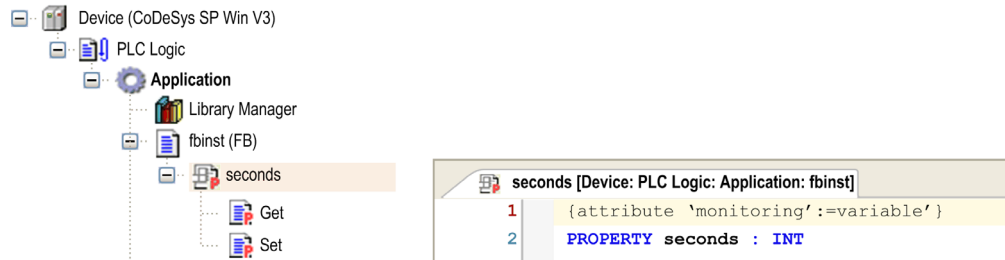 Device (CoDeSys SP Win V3)
PLC Logic
Application
Library Manager
fbinst (FB)
seconds
Get
Set
seconds [Device: PLC Logic: Application: fbinst]
1 {attribute ‘monitoring’:=variable’}
2 PROPERTY seconds : INT